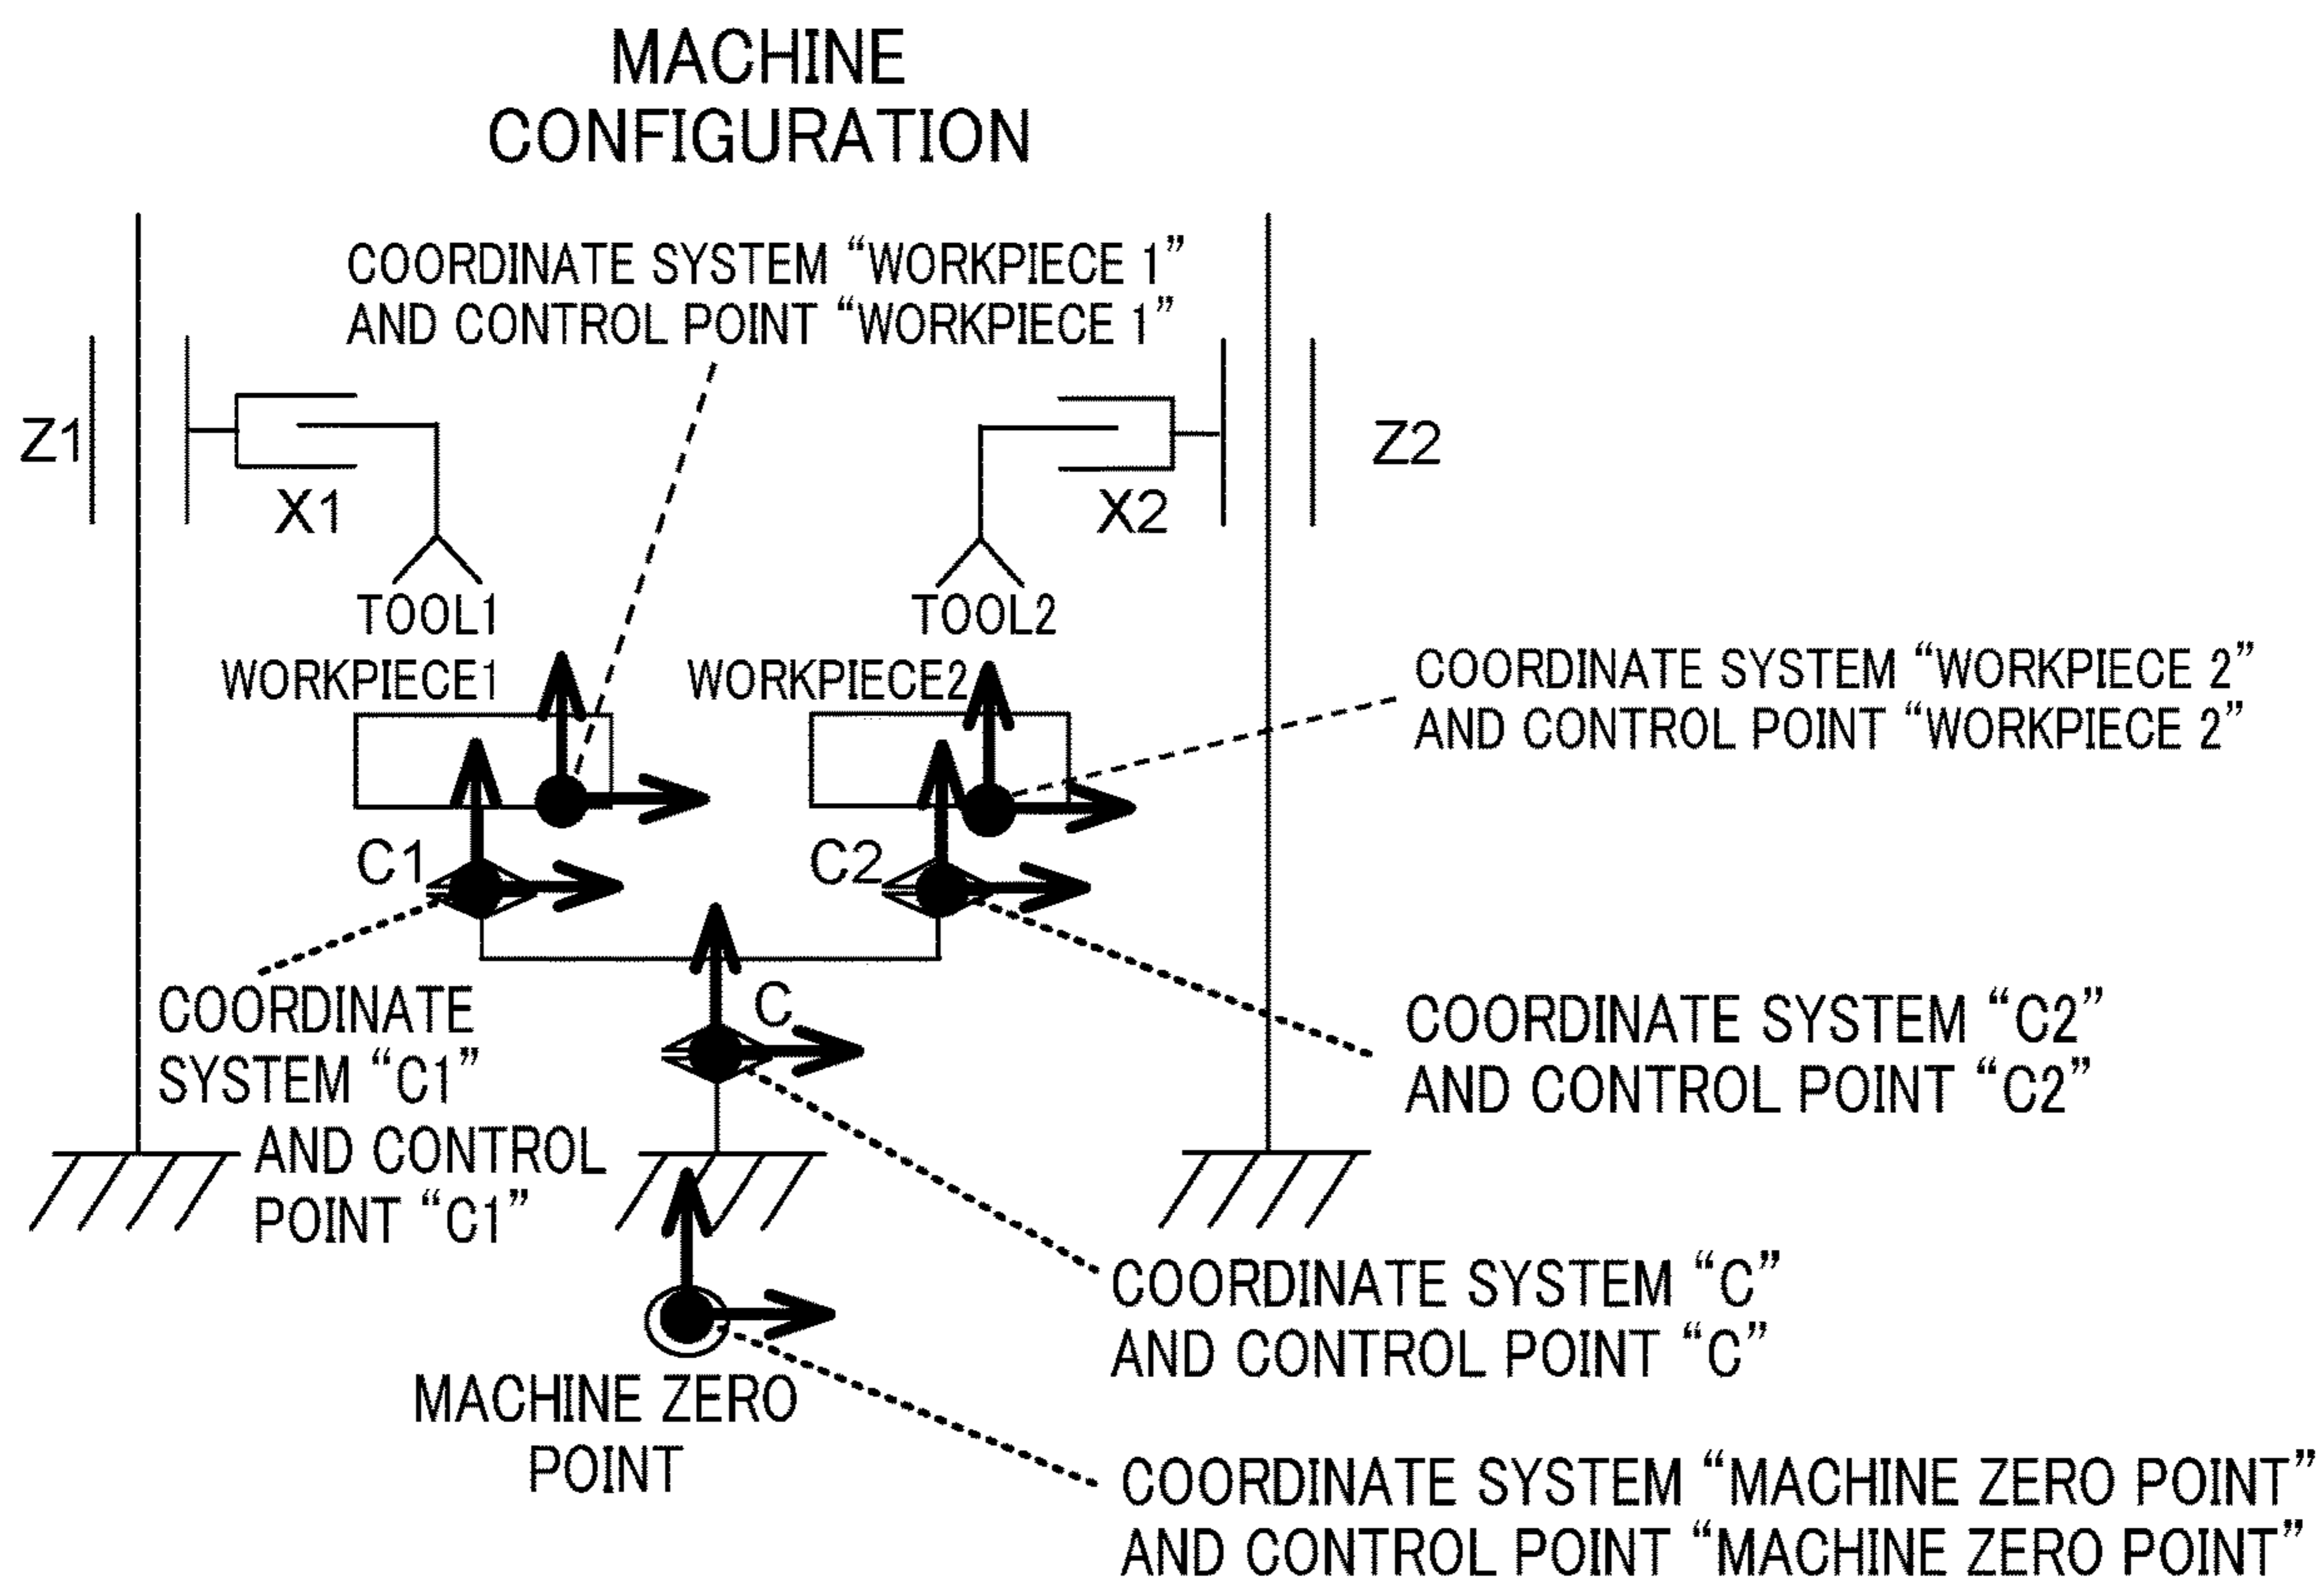 MACHINE
CONFIGURATION
COORDINATE SYSTEM “WORKPIECE 1”
AND CONTROL POINT “WORKPIECE 1”
Z1
X1
TOOL1
Z2
X2
TOOL2
WORKPIECE1
WORKPIECE2
COORDINATE SYSTEM “WORKPIECE 2”
AND CONTROL POINT “WORKPIECE 2”
C1
C2
C
COORDINATE
SYSTEM “C1”
AND CONTROL
POINT “C1”
COORDINATE SYSTEM “C2”
AND CONTROL POINT “C2”
COORDINATE SYSTEM “C”
AND CONTROL POINT “C”
MACHINE ZERO
POINT
COORDINATE SYSTEM “MACHINE ZERO POINT”
AND CONTROL POINT “MACHINE ZERO POINT”